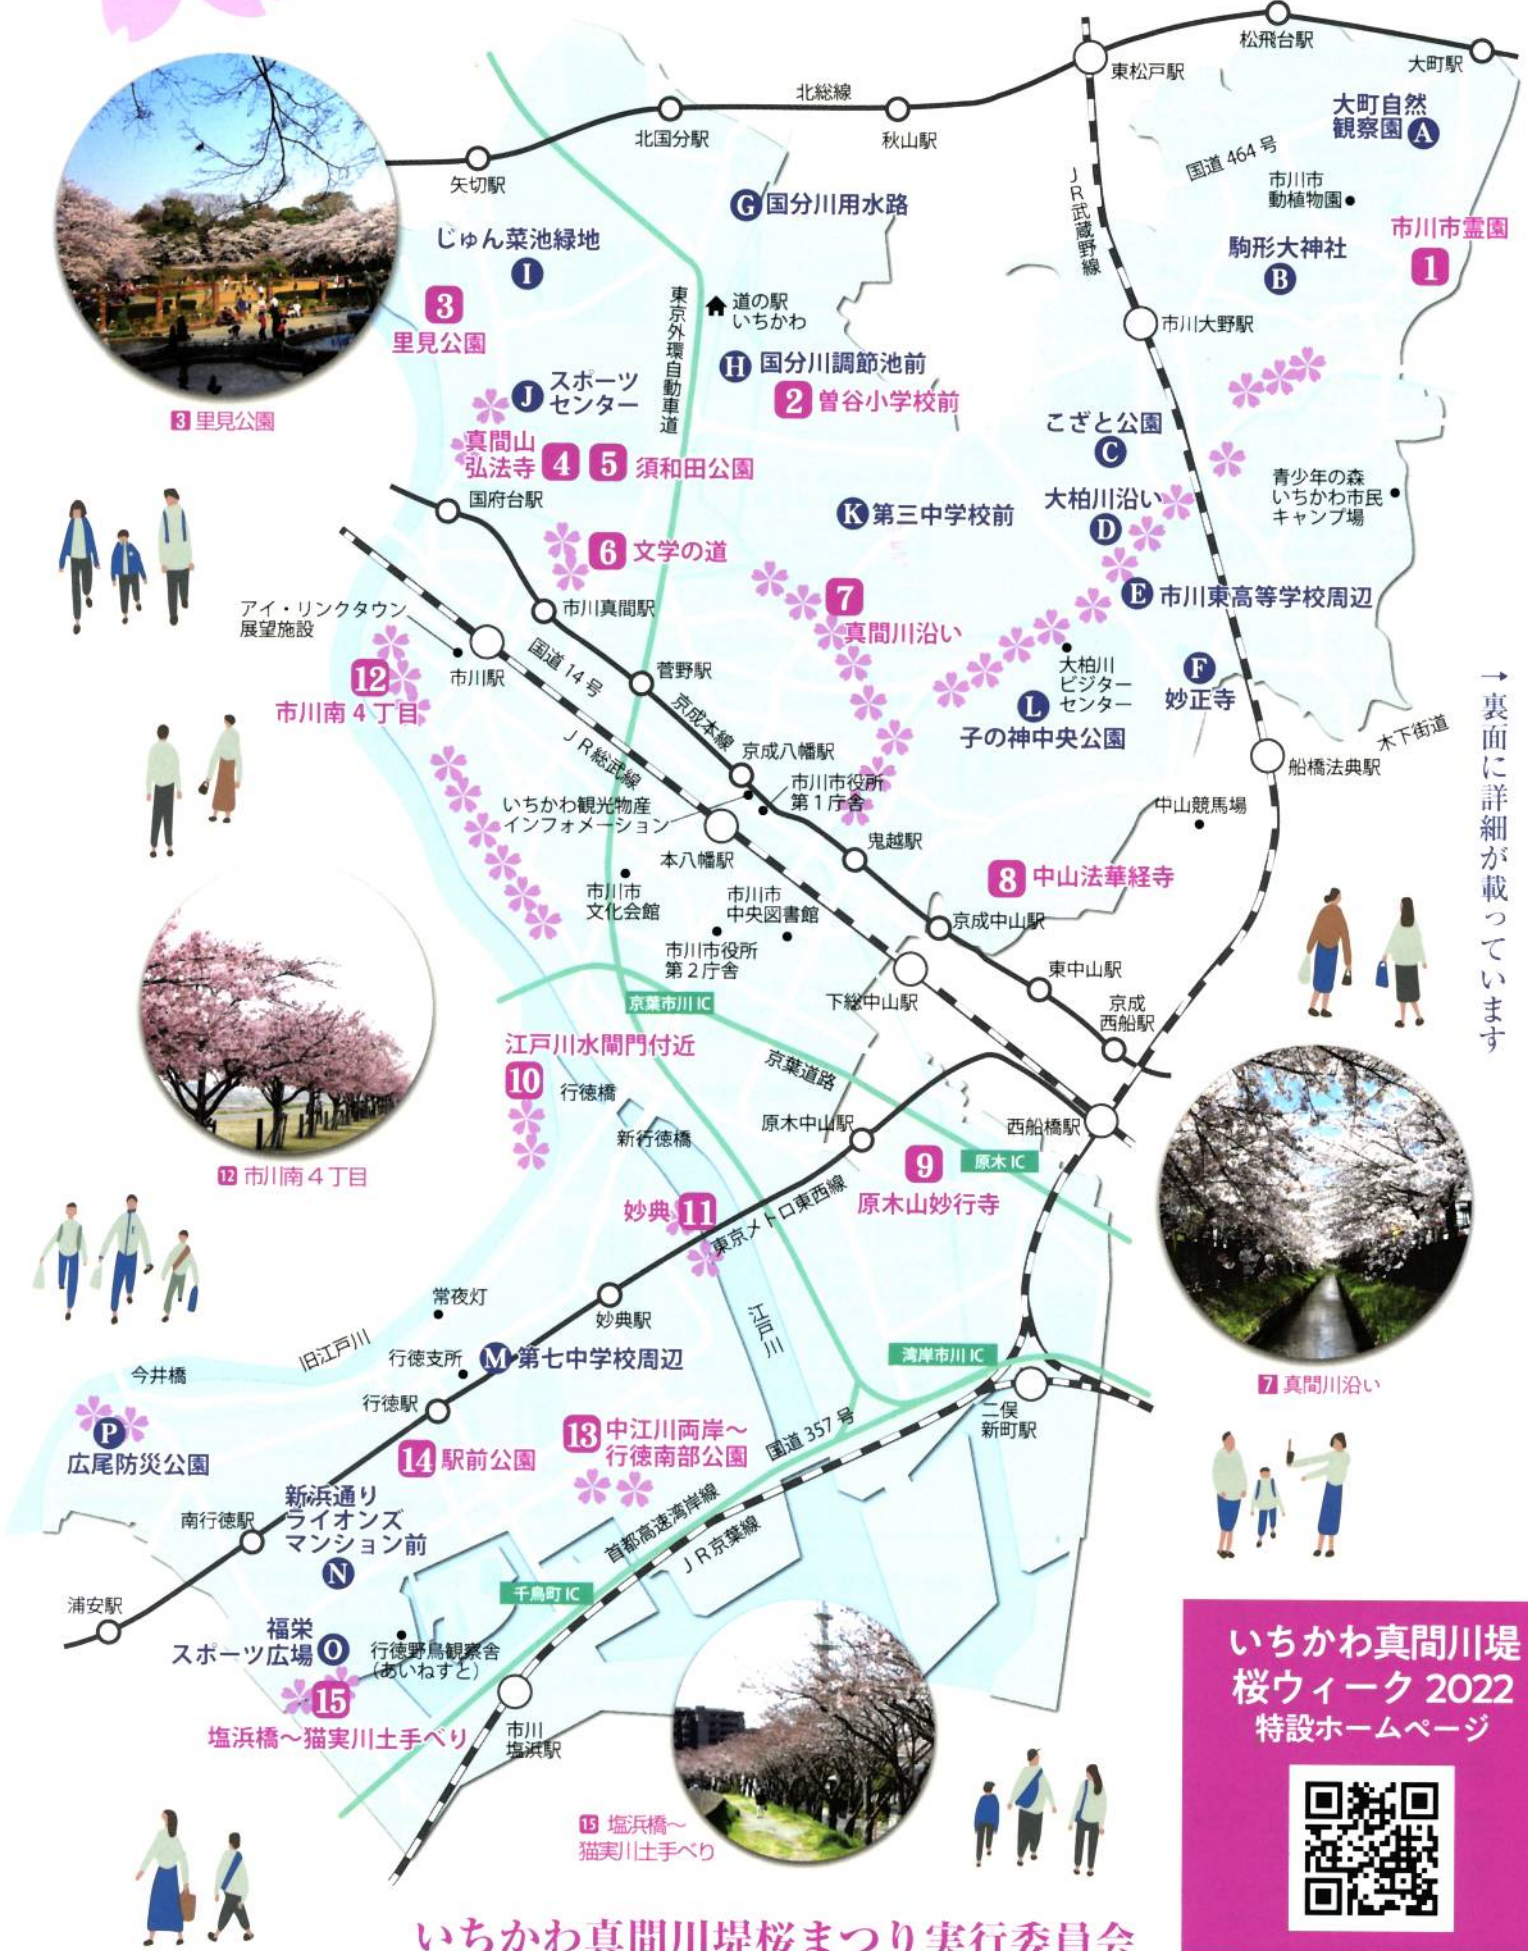 松飛台駅
東松戸駅
大町駅
北総線
北国分駅
秋山駅
矢切駅
大町自然
観察園 A
国道464号
市川市
動植物園
JR武蔵野線
G 国分川用水路
市川市霊園
1
じゅん菜池緑地
I
駒形大神社
B
3
里見公園
東京外環自動車道
道の駅
いちかわ
市川大野駅
H 国分川調節池前
J スポーツ
センター
2 曽谷小学校前
3 里見公園
こざと公園
C
真間山
弘法寺 4
5 須和田公園
青少年の森
いちかわ市民
キャンプ場
国府台駅
K 第三中学校前
大柏川沿い
D
6 文学の道
E 市川東高等学校周辺
7
真間川沿い
アイ・リンクタウン
展望施設
市川真間駅
国道14号
市川駅
菅野駅
大柏川
ビジター
センター
F
妙正寺
12
市川南4丁目
京成本線
L
子の神中央公園
JR総武線
京成八幡駅
木下街道
船橋法典駅
→裏面に詳細が載っています
市川市役所
第1庁舎
いちかわ観光物産
インフォメーション
中山競馬場
鬼越駅
本八幡駅
8 中山法華経寺
市川市
文化会館
市川市
中央図書館
京成中山駅
市川市役所
第2庁舎
東中山駅
下総中山駅
京葉市川IC
京成
西船駅
江戸川水閘門付近
10
行徳橋
京葉道路
新行徳橋
原木中山駅
西船橋駅
12 市川南4丁目
9
原木山妙行寺
原木IC
妙典 11
東京メトロ東西線
常夜灯
妙典駅
江戸川
旧江戸川
行徳支所
M 第七中学校周辺
湾岸市川IC
今井橋
行徳駅
7 真間川沿い
P
広尾防災公園
二俣
新町駅
14 駅前公園
13 中江川両岸～
行徳南部公園
国道357号
新浜通り
ライオンズ
マンション前
N
南行徳駅
首都高速湾岸線
JR京葉線
千鳥町IC
浦安駅
福栄
スポーツ広場 O
行徳野鳥観察舎
(あいねすと)
15
塩浜橋～猫実川土手べり
市川
塩浜駅
15 塩浜橋～
猫実川土手べり
いちかわ真間川堤
桜ウィーク 2022
特設ホームページ
いちかわ真間川堤桜まつり実行委員会